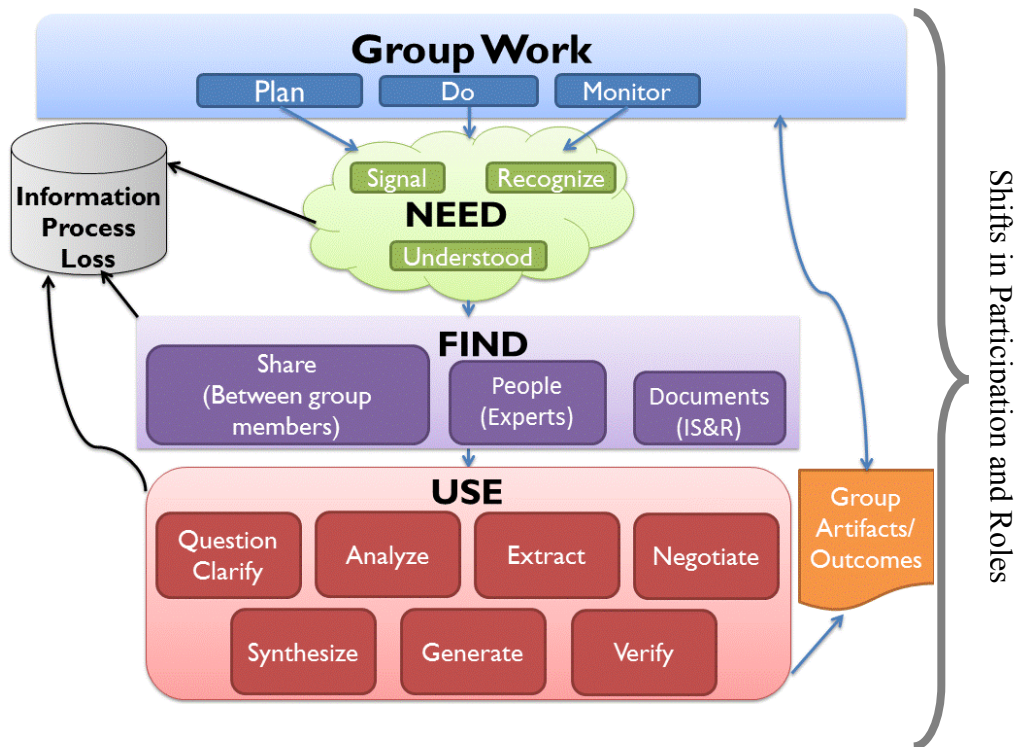 Group Work
Plan
Do
Monitor
Signal
Recognize
NEED
Understood
Information
Process
Loss
FIND
Share
(Between group
members)
People
(Experts)
Documents
(IS&R)
USE
Question
Clarify
Analyze
Extract
Negotiate
Synthesize
Generate
Verify
Group
Artifacts/
Outcomes
Shifts in Participation and Roles